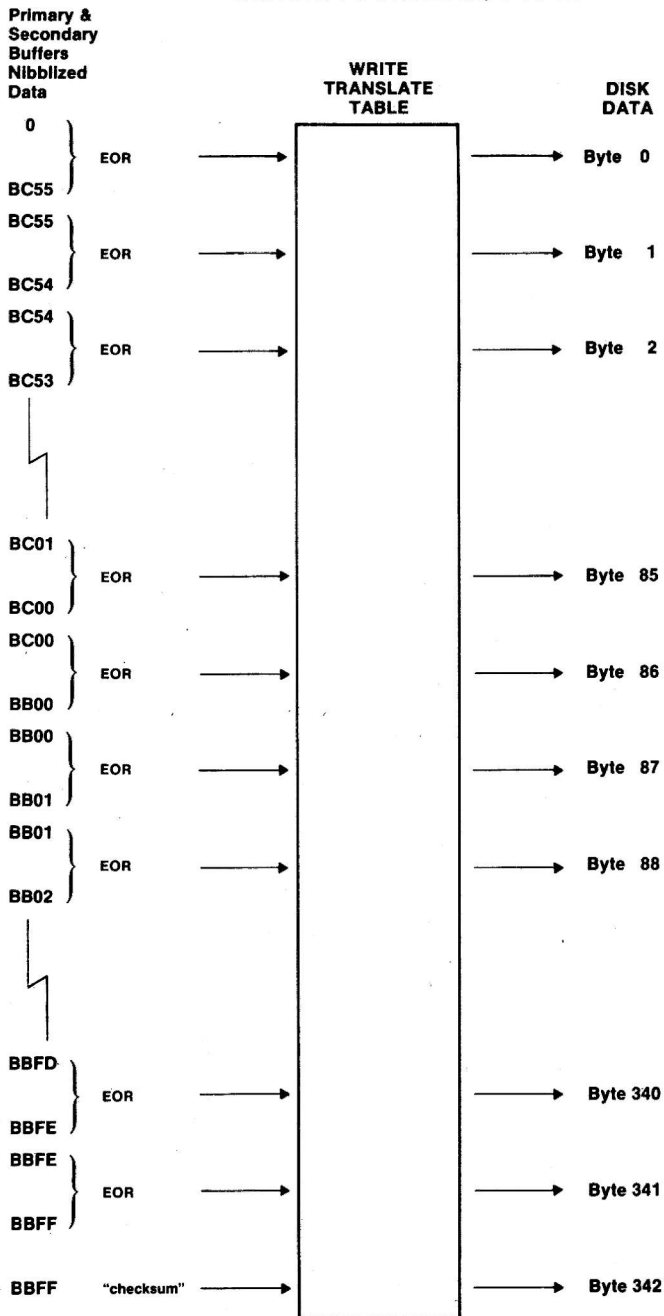 Primary &
Secondary
Buffers
Nibblized
Data
WRITE
TRANSLATE
TABLE
DISK
DATA
0
EOR
Byte 0
BC55
BC55
EOR
Byte 1
BC54
BC54
EOR
Byte 2
BC53
BC01
EOR
Byte 85
BC00
BC00
EOR
Byte 86
BB00
BB00
EOR
Byte 87
BB01
BB01
EOR
Byte 88
BB02
BBFD
EOR
Byte 340
BBFE
BBFE
EOR
Byte 341
BBFF
BBFF "checksum" Byte 342